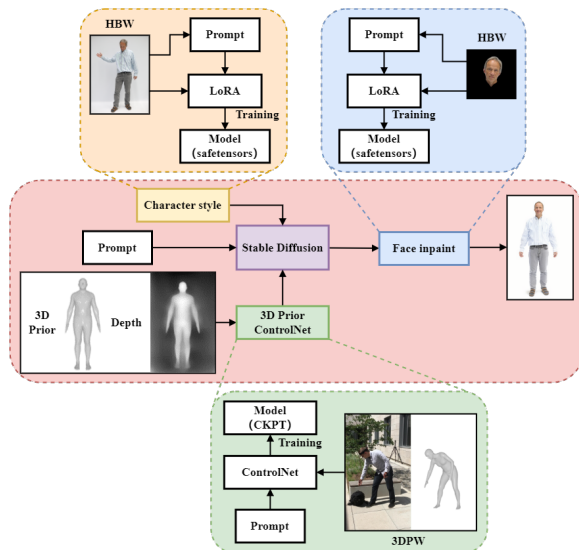 HBW
Prompt
LoRA
Training
Model
(safetensors)
HBW
Prompt
LoRA
Training
Model
(safetensors)
Character style
Prompt
Stable Diffusion
Face inpaint
3D
Prior
Depth
3D Prior
ControlNet
Model
(CKPT)
Training
ControlNet
Prompt
3DPW